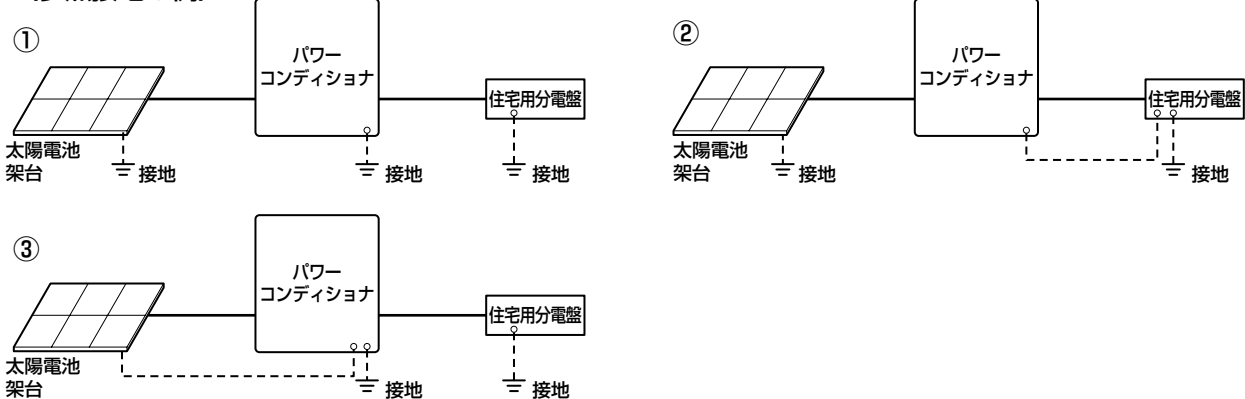 ①
パワー
コンディショナ
住宅用分電盤
太陽電池
架台
接地
接地
接地
②
パワー
コンディショナ
住宅用分電盤
太陽電池
架台
接地
接地
③
パワー
コンディショナ
住宅用分電盤
太陽電池
架台
接地
接地